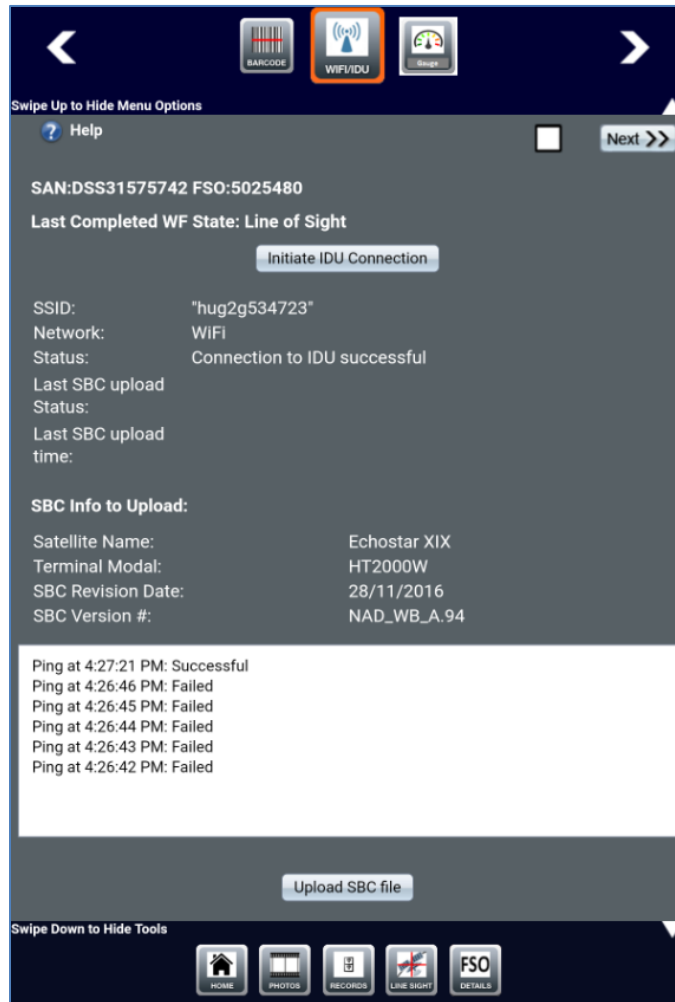 BARCODE
WIFI/IDU
Gauge
Swipe Up to Hide Menu Options
? Help
Next >>
SAN:DSS31575742 FSO:5025480
Last Completed WF State: Line of Sight
Initiate IDU Connection
SSID: "hug2g534723"
Network: WiFi
Status: Connection to IDU successful
Last SBC upload
Status:
Last SBC upload
time:
SBC Info to Upload:
Satellite Name: Echostar XIX
Terminal Modal: HT2000W
SBC Revision Date: 28/11/2016
SBC Version #: NAD_WB_A.94
Ping at 4:27:21 PM: Successful
Ping at 4:26:46 PM: Failed
Ping at 4:26:45 PM: Failed
Ping at 4:26:44 PM: Failed
Ping at 4:26:43 PM: Failed
Ping at 4:26:42 PM: Failed
Upload SBC file
Swipe Down to Hide Tools
HOME
PHOTOS
RECORDS
LINE SIGHT
FSO
DETAILS